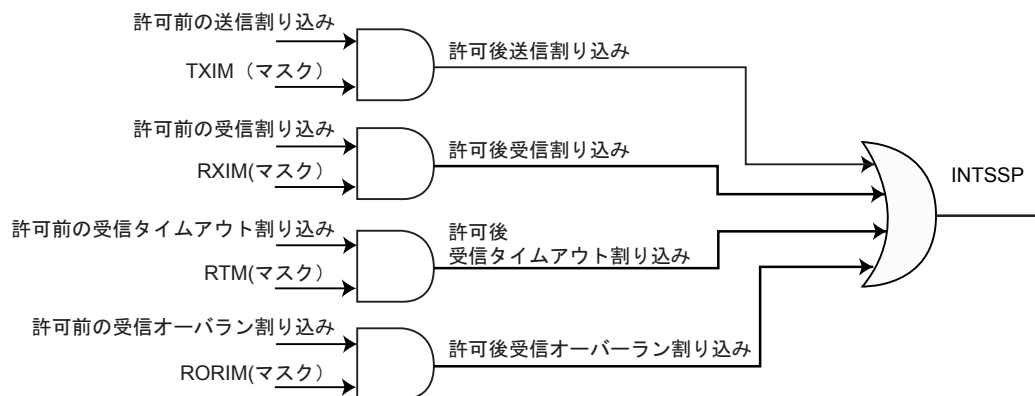 許可前の送信割り込み
TXIM（マスク）
許可後送信割り込み
許可前の受信割り込み
RXIM(マスク）
許可後受信割り込み
INTSSP
許可前の受信タイムアウト割り込み
RTM(マスク）
許可後
受信タイムアウト割り込み
許可前の受信オーバラン割り込み
RORIM(マスク）
許可後受信オーバーラン割り込み